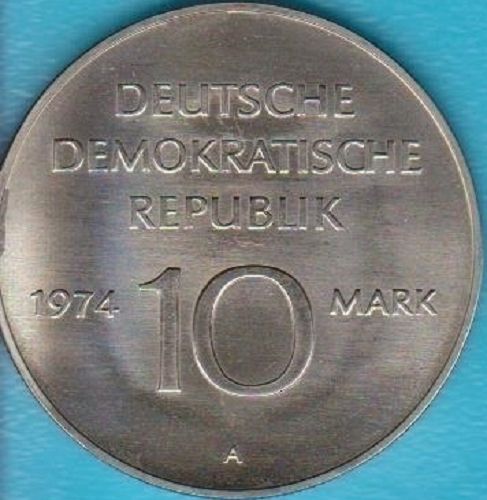 DEUTSCHE
DEMOKRATISCHE
REPUBLIK
1974 10 MARK
A